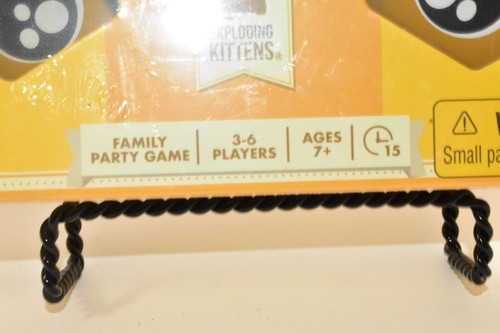 EXPLODING
KITTENS®
FAMILY
PARTY GAME
3-6
PLAYERS
AGES
7+
15
Small pa